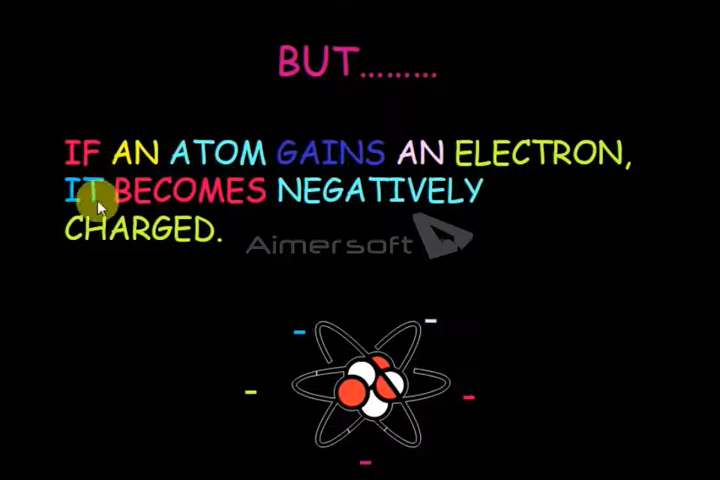 BUT.........
IF AN ATOM GAINS AN ELECTRON,
IT BECOMES NEGATIVELY
CHARGED.
Aimersoft